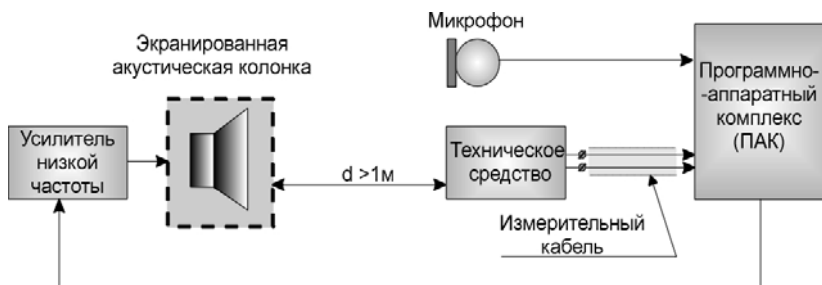 Микрофон
Экранированная
акустическая колонка
Программно-
-аппаратный
комплекс
(ПАК)
Усилитель
низкой
частоты
Техническое
средство
d >1м
Измерительный
кабель